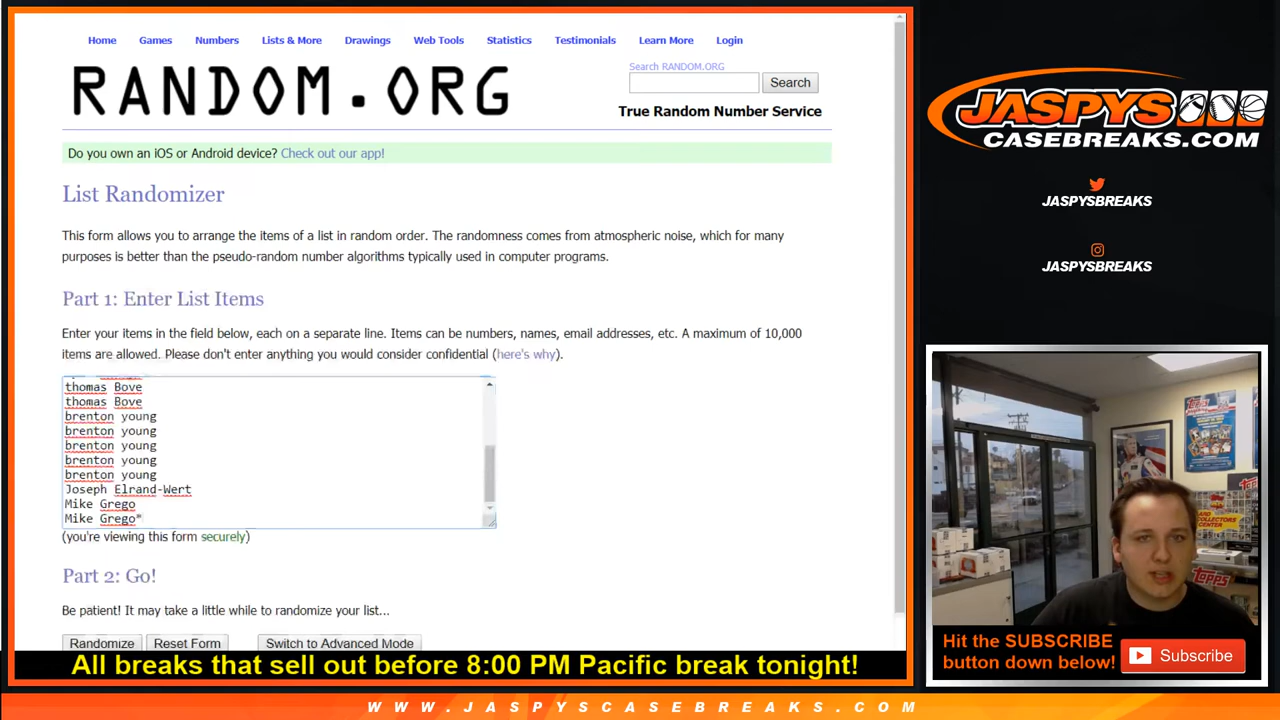 Home Games Numbers Lists & More Drawings Web Tools Statistics Testimonials Learn More Login
RANDOM.ORG
Search RANDOM.ORG
Search
True Random Number Service
Do you own an iOS or Android device? Check out our app!
List Randomizer
This form allows you to arrange the items of a list in random order. The randomness comes from atmospheric noise, which for many
purposes is better than the pseudo-random number algorithms typically used in computer programs.
Part 1: Enter List Items
Enter your items in the field below, each on a separate line. Items can be numbers, names, email addresses, etc. A maximum of 10,000
items are allowed. Please don't enter anything you would consider confidential (here's why).
thomas Bove
thomas Bove
brenton young
brenton young
brenton young
brenton young
brenton young
Joseph Elrand-Wert
Mike Grego
Mike Grego*
(you're viewing this form securely)
Part 2: Go!
Be patient! It may take a little while to randomize your list...
Randomize Reset Form Switch to Advanced Mode
All breaks that sell out before 8:00 PM Pacific break tonight!
WWW.JASPYSCASEBREAKS.COM
JASPYS
CASEBREAKS.COM
JASPYSBREAKS
JASPYSBREAKS
TOPPS
TOPPS
Hit the SUBSCRIBE
button down below!
Subscribe